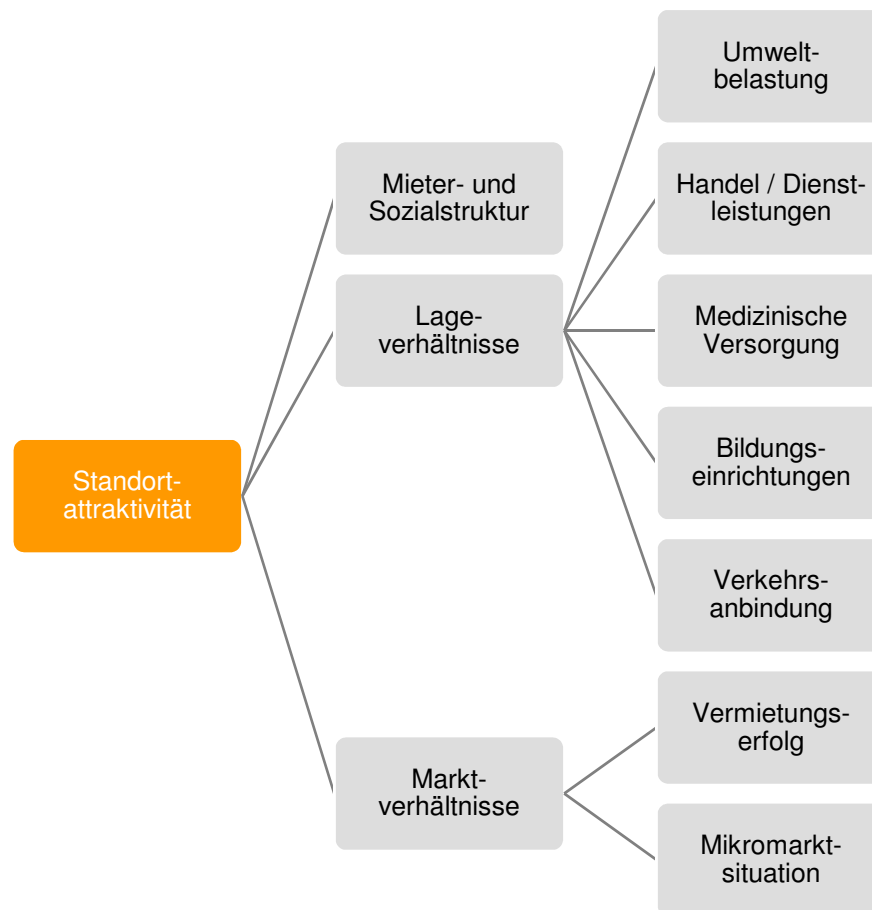 Umwelt-
belastung
Mieter- und
Sozialstruktur
Handel / Dienst-
leistungen
Lage-
verhältnisse
Medizinische
Versorgung
Bildungs-
einrichtungen
Standort-
attraktivität
Verkehrs-
anbindung
Vermietungs-
erfolg
Markt-
verhältnisse
Mikromarkt-
situation